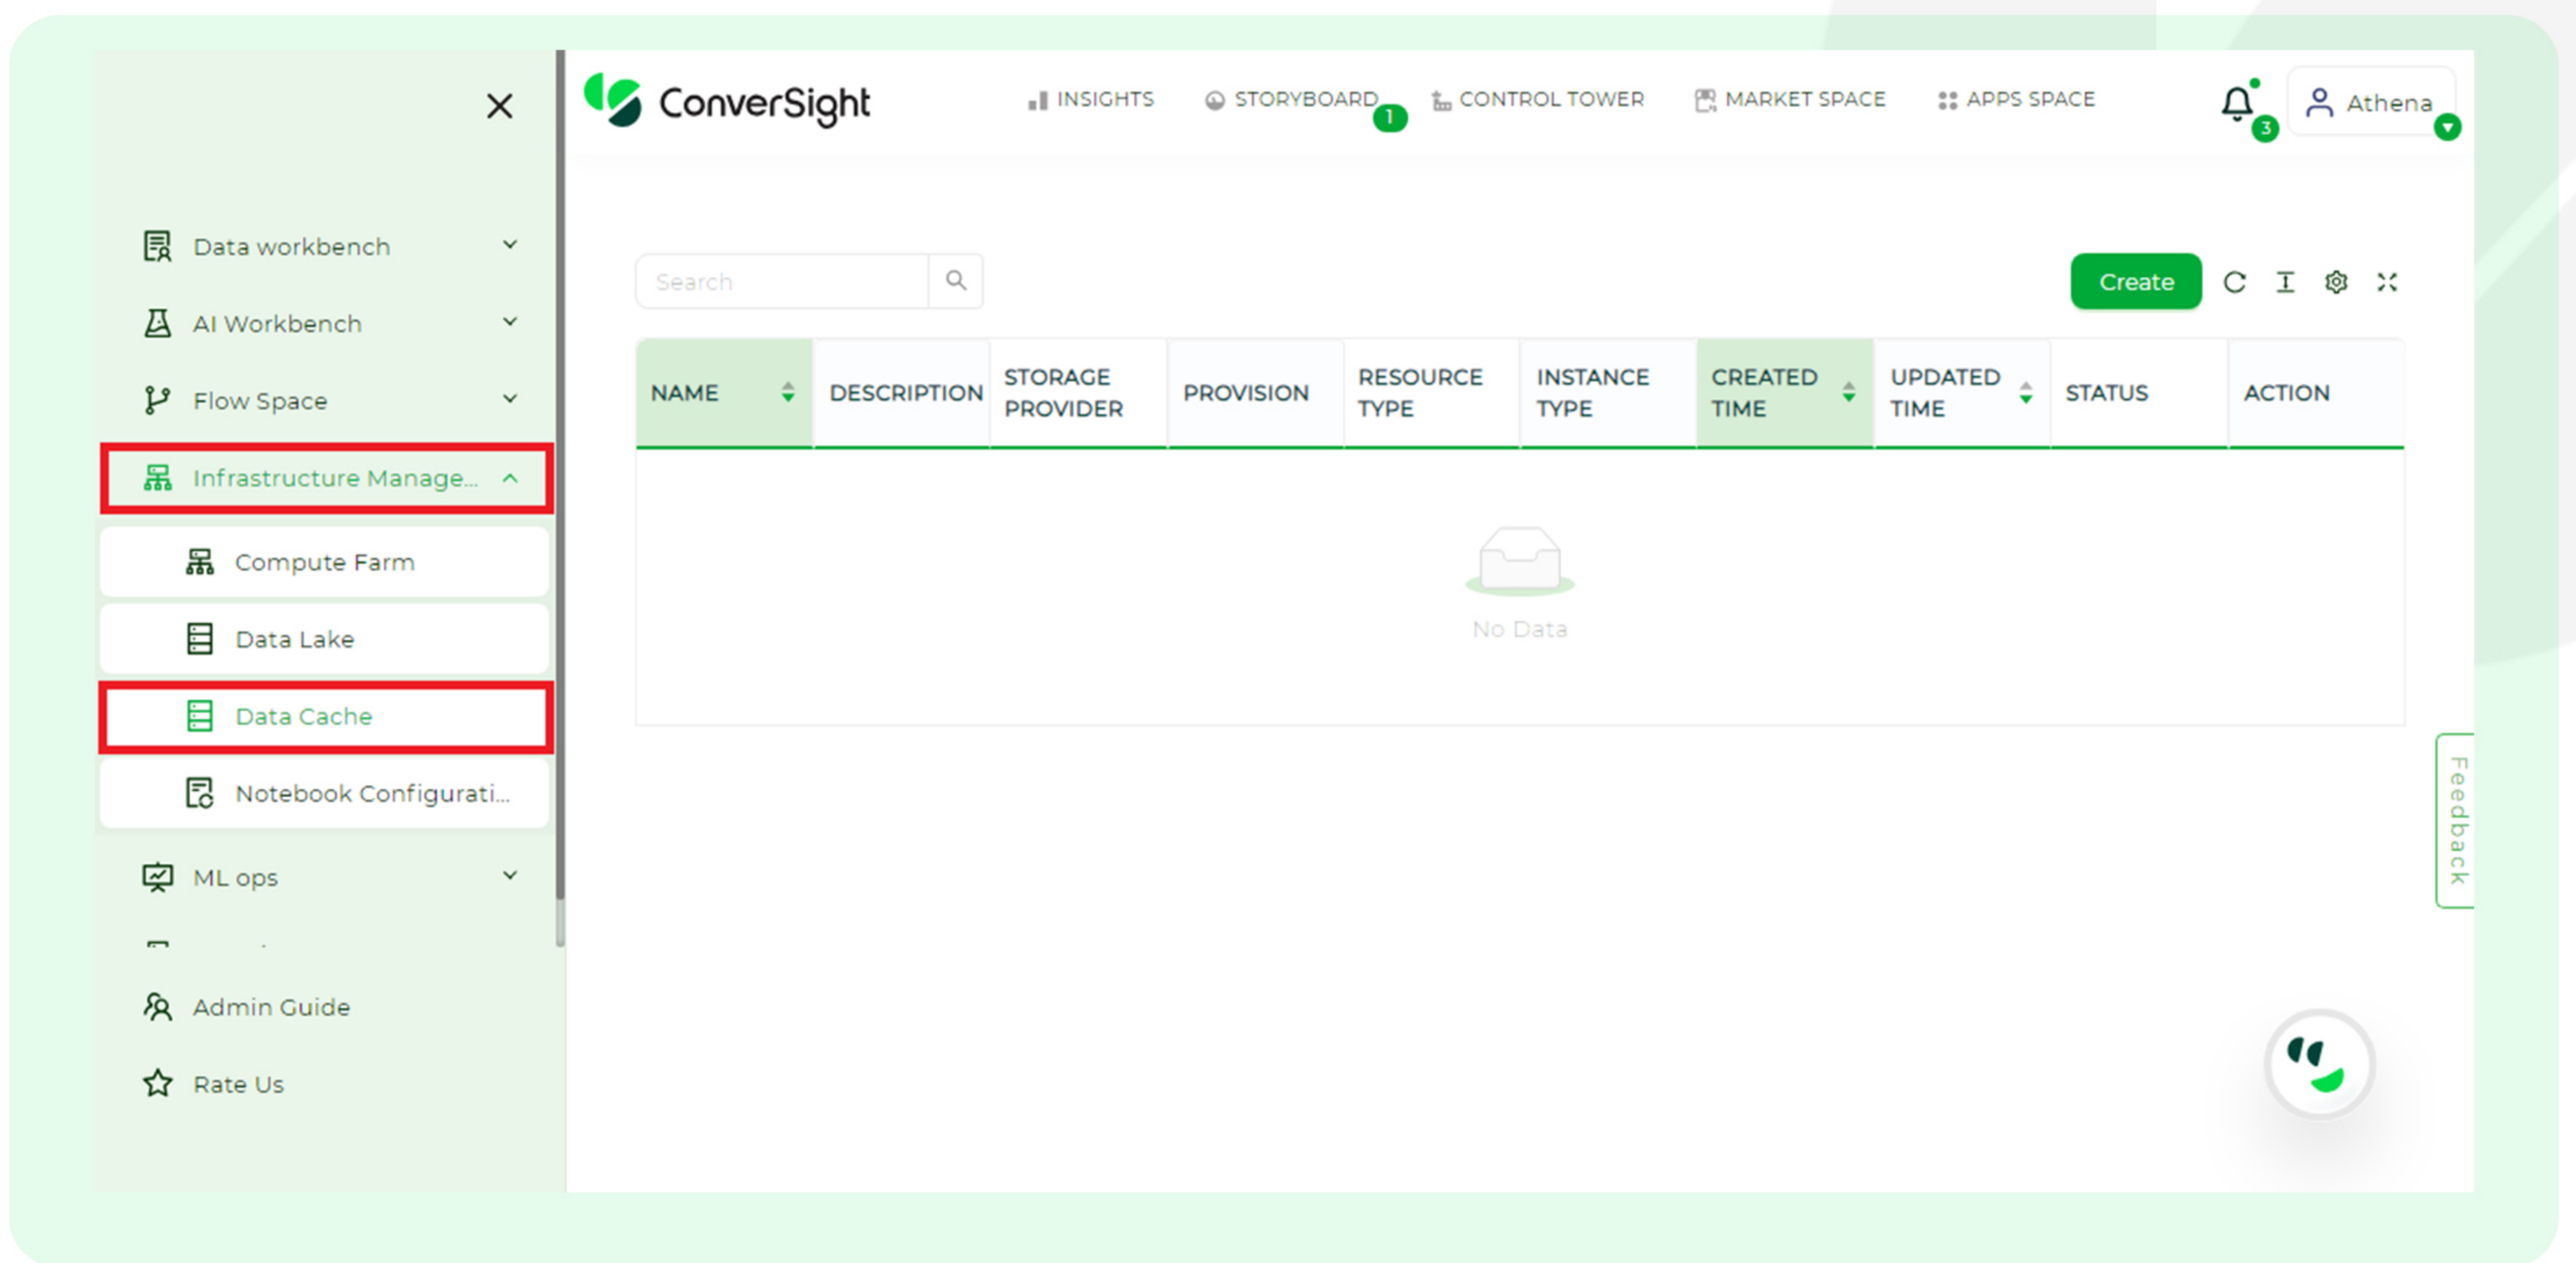 ConverSight
INSIGHTS
STORYBOARD
1
CONTROL TOWER
MARKET SPACE
APPS SPACE
3
Athena
Data workbench
AI Workbench
Flow Space
Infrastructure Manage...
Compute Farm
Data Lake
Data Cache
Notebook Configurati...
ML ops
Admin Guide
Rate Us
Search
Create
NAME
DESCRIPTION
STORAGE
PROVIDER
PROVISION
RESOURCE
TYPE
INSTANCE
TYPE
CREATED
TIME
UPDATED
TIME
STATUS
ACTION
No Data
Feedback